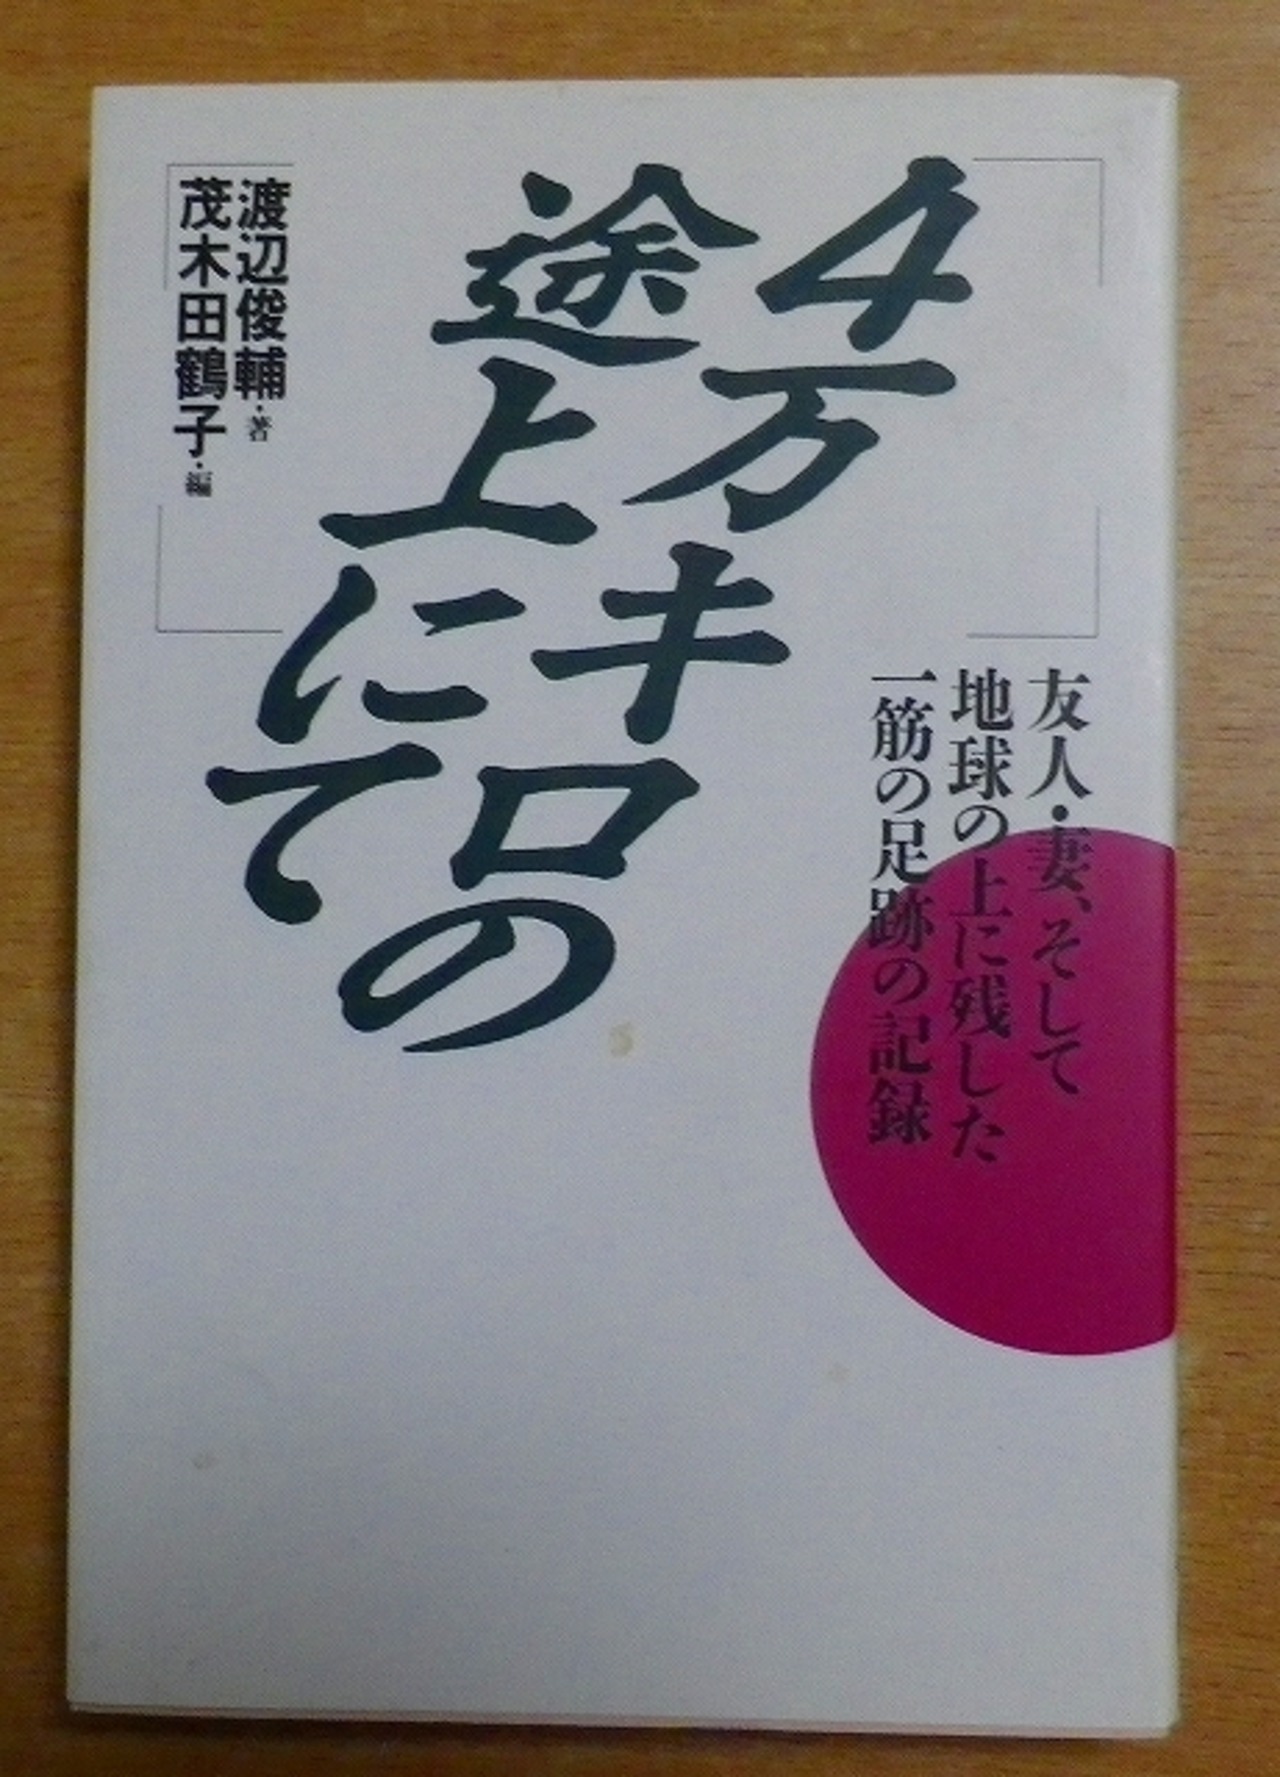 4万キロの
途上にて
友人・妻、そして
地球の上に残した
一筋の足跡の記録
渡辺俊輔・著
茂木田鶴子・編